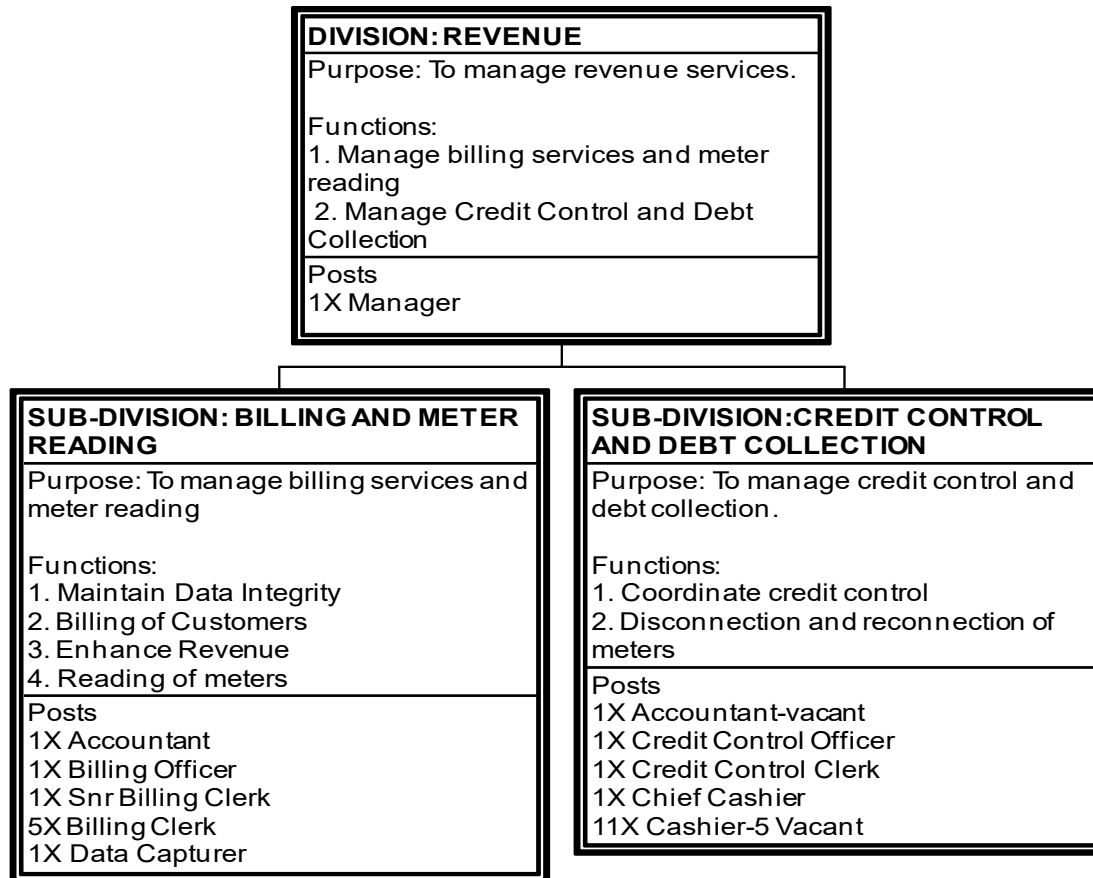 DIVISION: REVENUE
Purpose: To manage revenue services.
Functions:
1. Manage billing services and meter
reading
2. Manage Credit Control and Debt
Collection
Posts
1X Manager
SUB-DIVISION: BILLING AND METER
READING
Purpose: To manage billing services and
meter reading
Functions:
1. Maintain Data Integrity
2. Billing of Customers
3. Enhance Revenue
4. Reading of meters
Posts
1X Accountant
1X Billing Officer
1X Snr Billing Clerk
5X Billing Clerk
1X Data Capturer
SUB-DIVISION:CREDIT CONTROL
AND DEBT COLLECTION
Purpose: To manage credit control and
debt collection.
Functions:
1. Coordinate credit control
2. Disconnection and reconnection of
meters
Posts
1X Accountant-vacant
1X Credit Control Officer
1X Credit Control Clerk
1X Chief Cashier
11X Cashier-5 Vacant